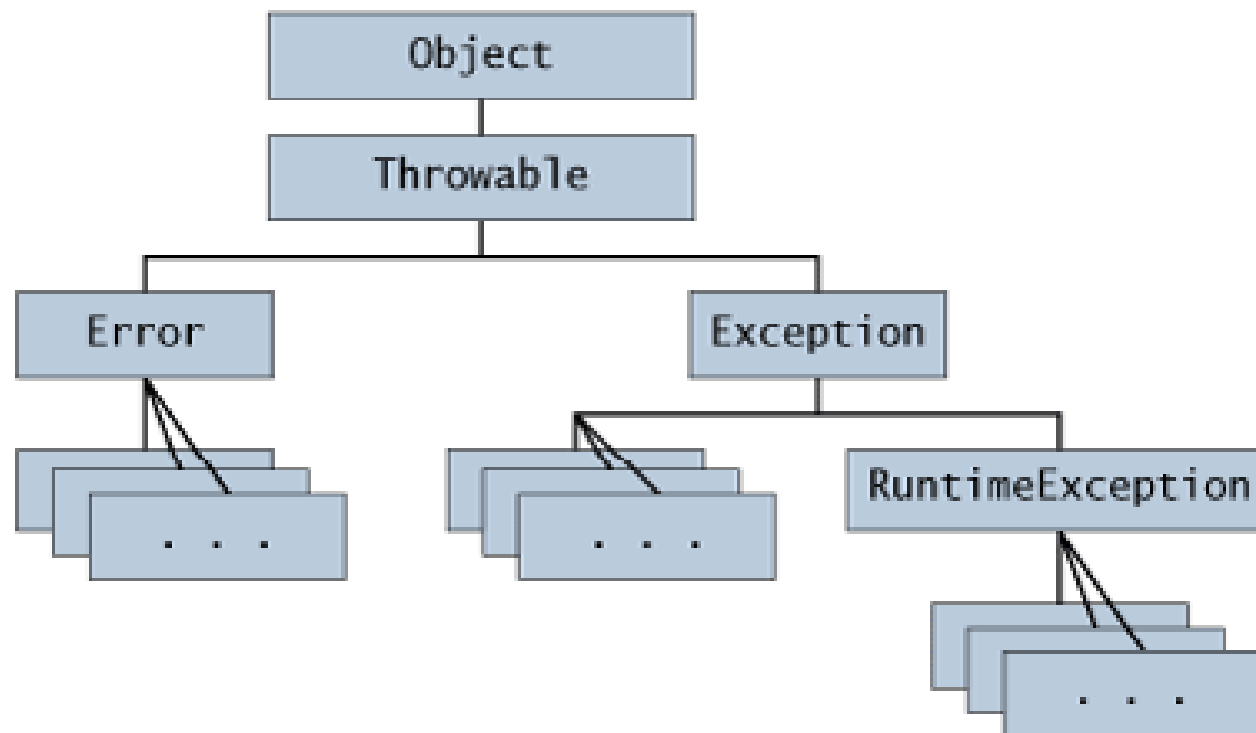 Object
Throwable
Error
Exception
. . .
. . .
RuntimeException
. . .